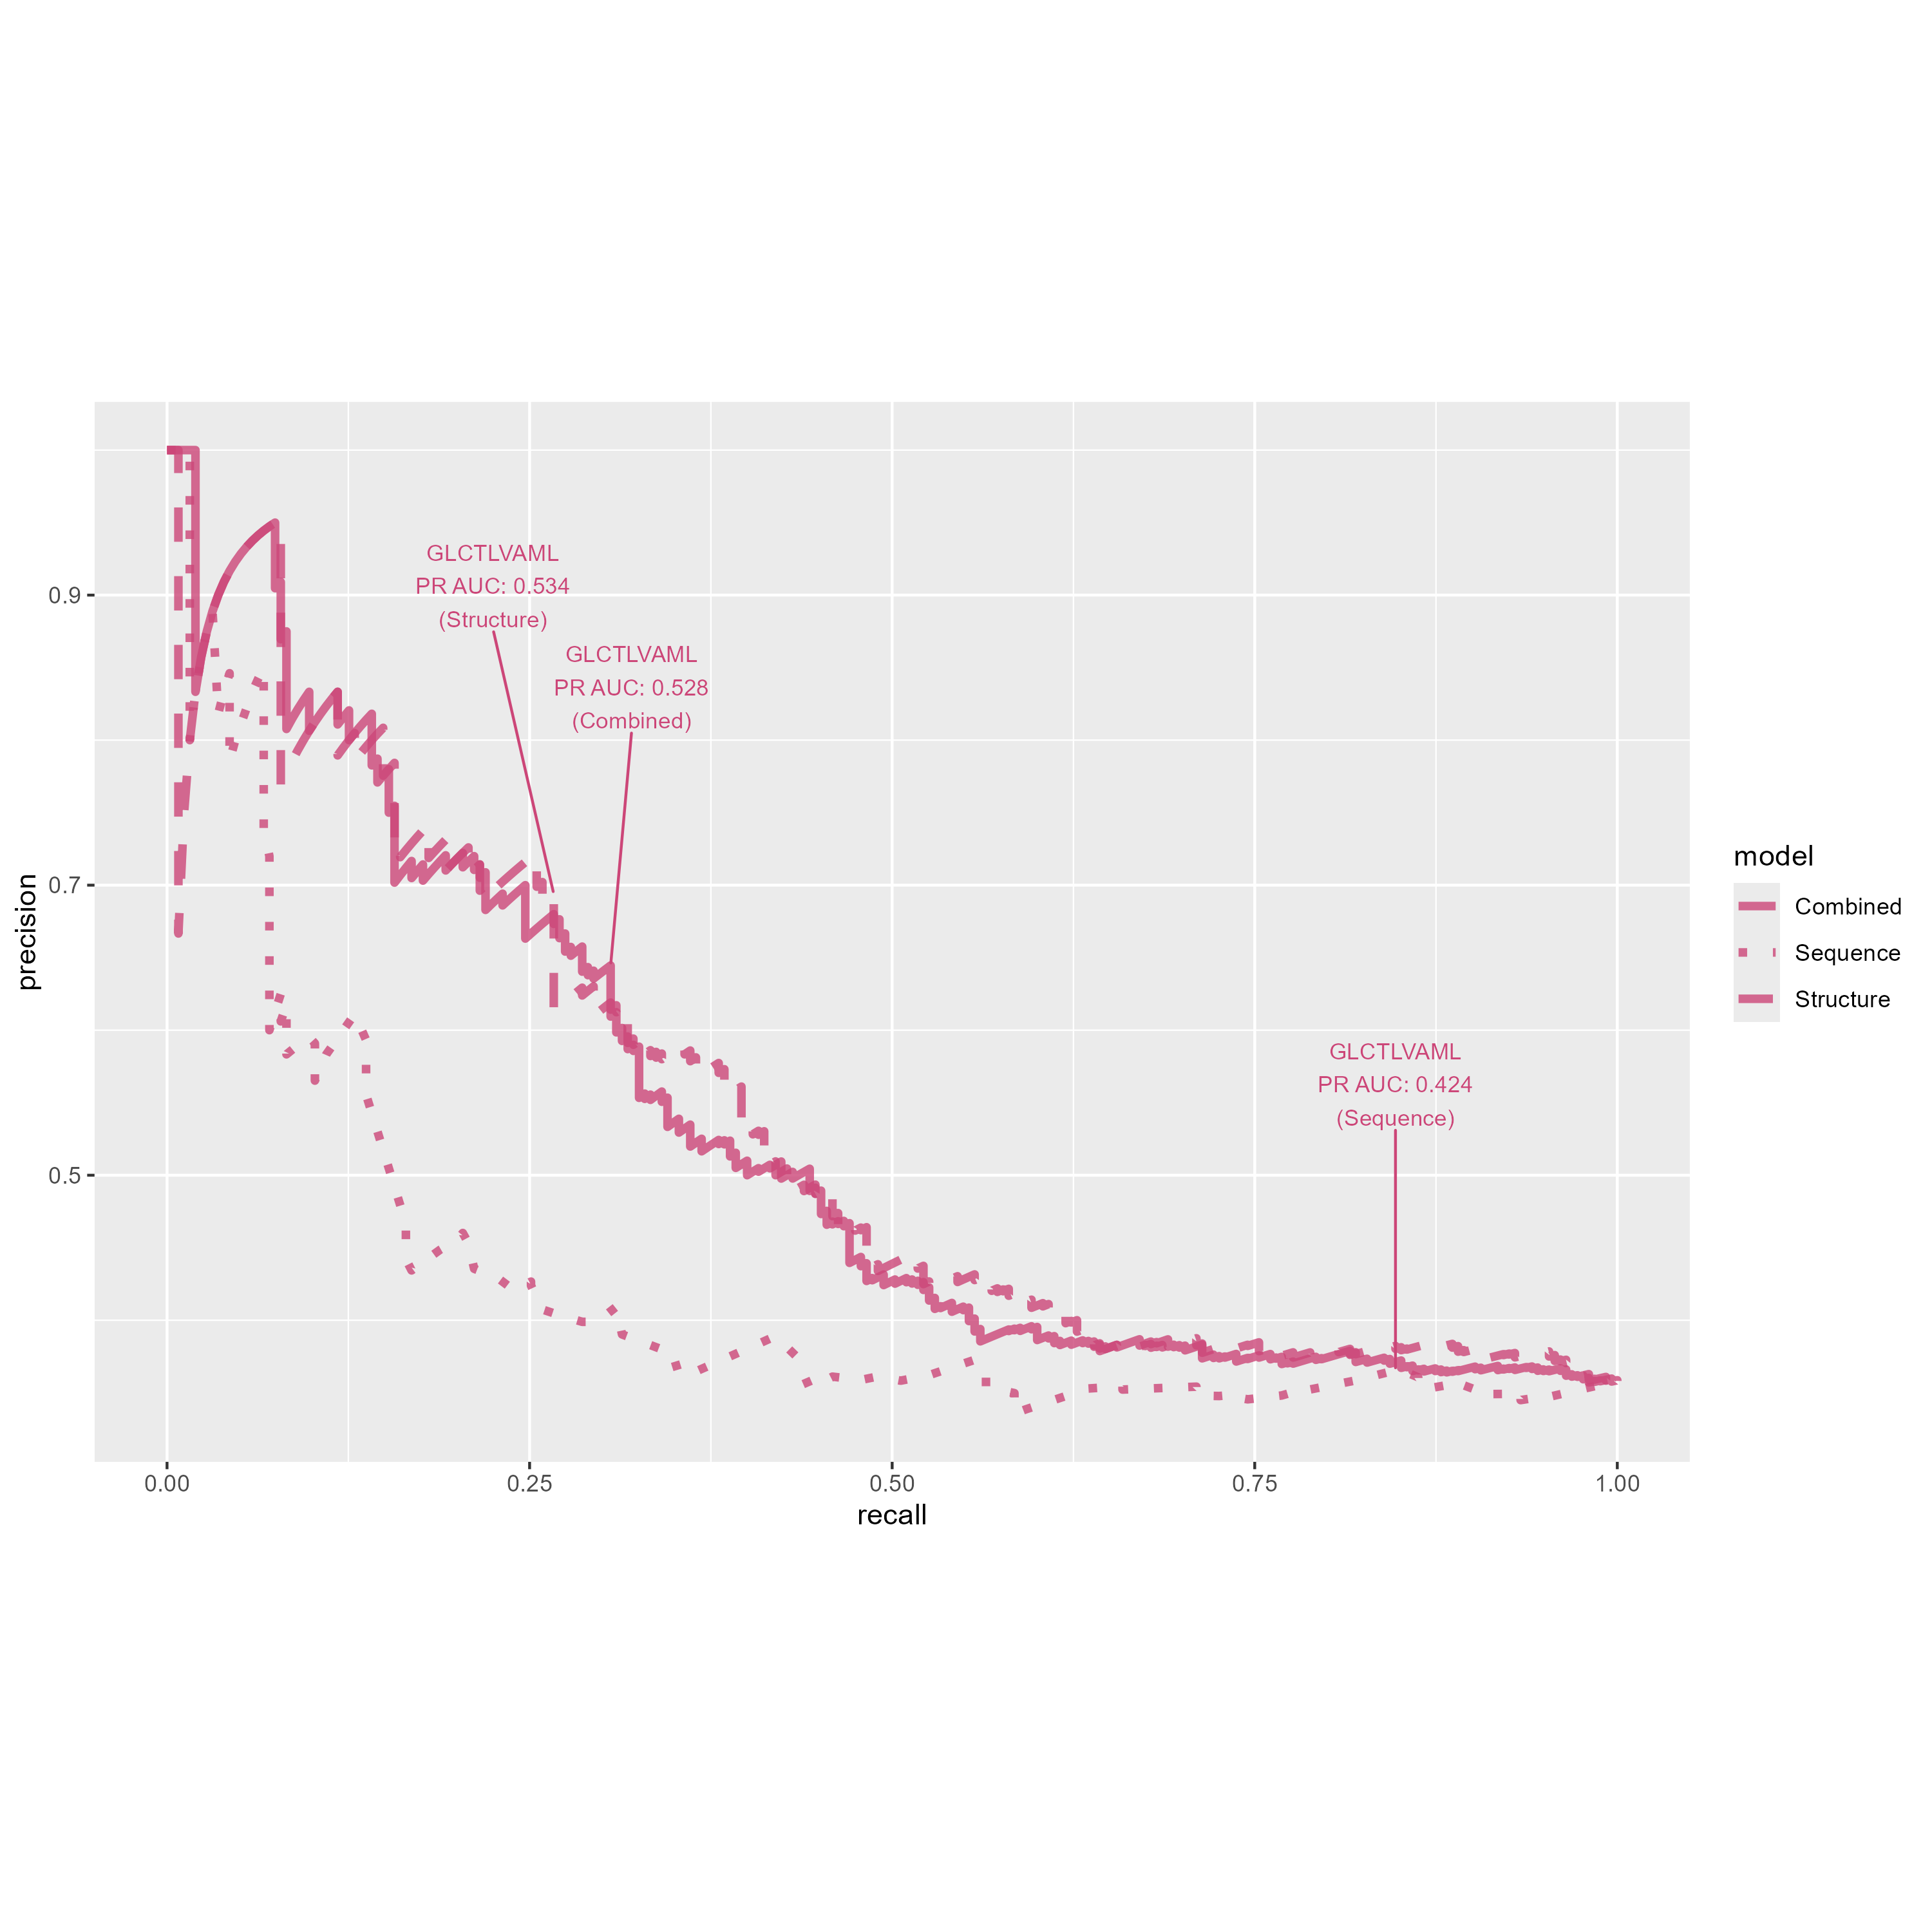 GLCTLVAML
PR AUC: 0.534
(Structure)
GLCTLVAML
PR AUC: 0.528
(Combined)
GLCTLVAML
PR AUC: 0.424
(Sequence)
0.9
0.7
0.5
precision
0.00 0.25 0.50 0.75 1.00
recall
model
Combined
Sequence
Structure